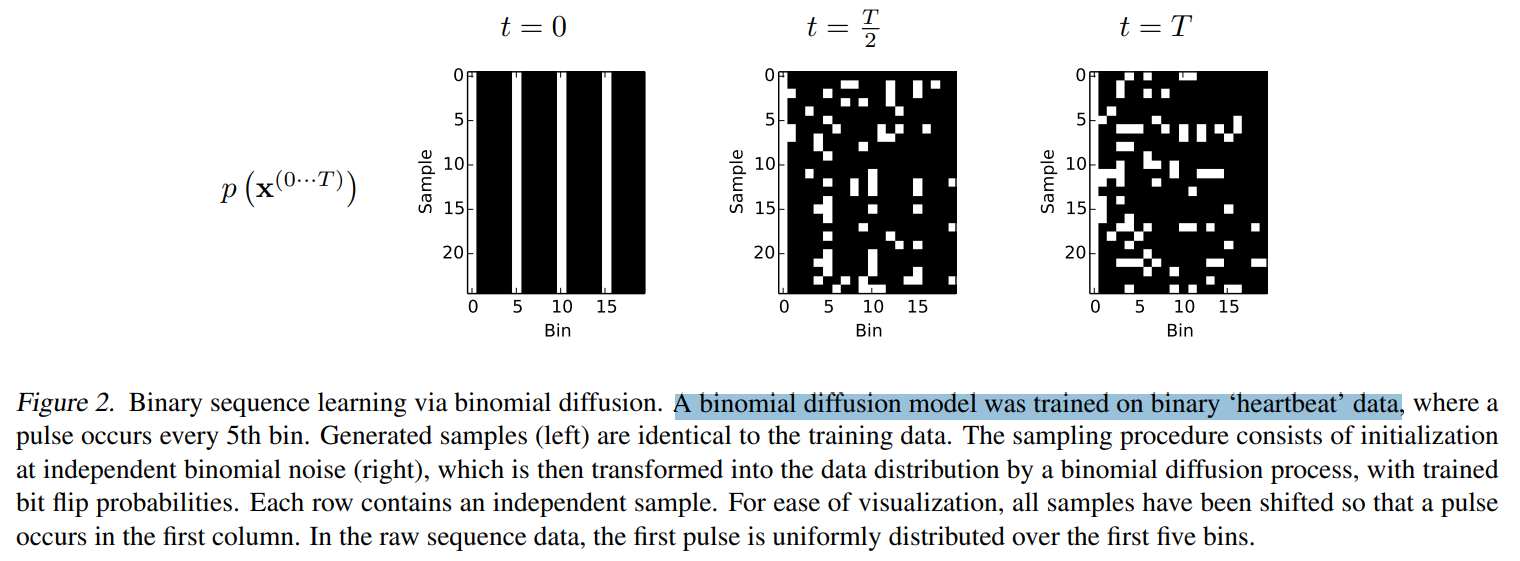 t = 0
t = T/2
t = T
p (x^(0···T))
0
5
10
15
20
Sample
0 5 10 15
Bin
0
5
10
15
20
Sample
0 5 10 15
Bin
0
5
10
15
20
Sample
0 5 10 15
Bin
Figure 2. Binary sequence learning via binomial diffusion. A binomial diffusion model was trained on binary ‘heartbeat’ data, where a
pulse occurs every 5th bin. Generated samples (left) are identical to the training data. The sampling procedure consists of initialization
at independent binomial noise (right), which is then transformed into the data distribution by a binomial diffusion process, with trained
bit flip probabilities. Each row contains an independent sample. For ease of visualization, all samples have been shifted so that a pulse
occurs in the first column. In the raw sequence data, the first pulse is uniformly distributed over the first five bins.